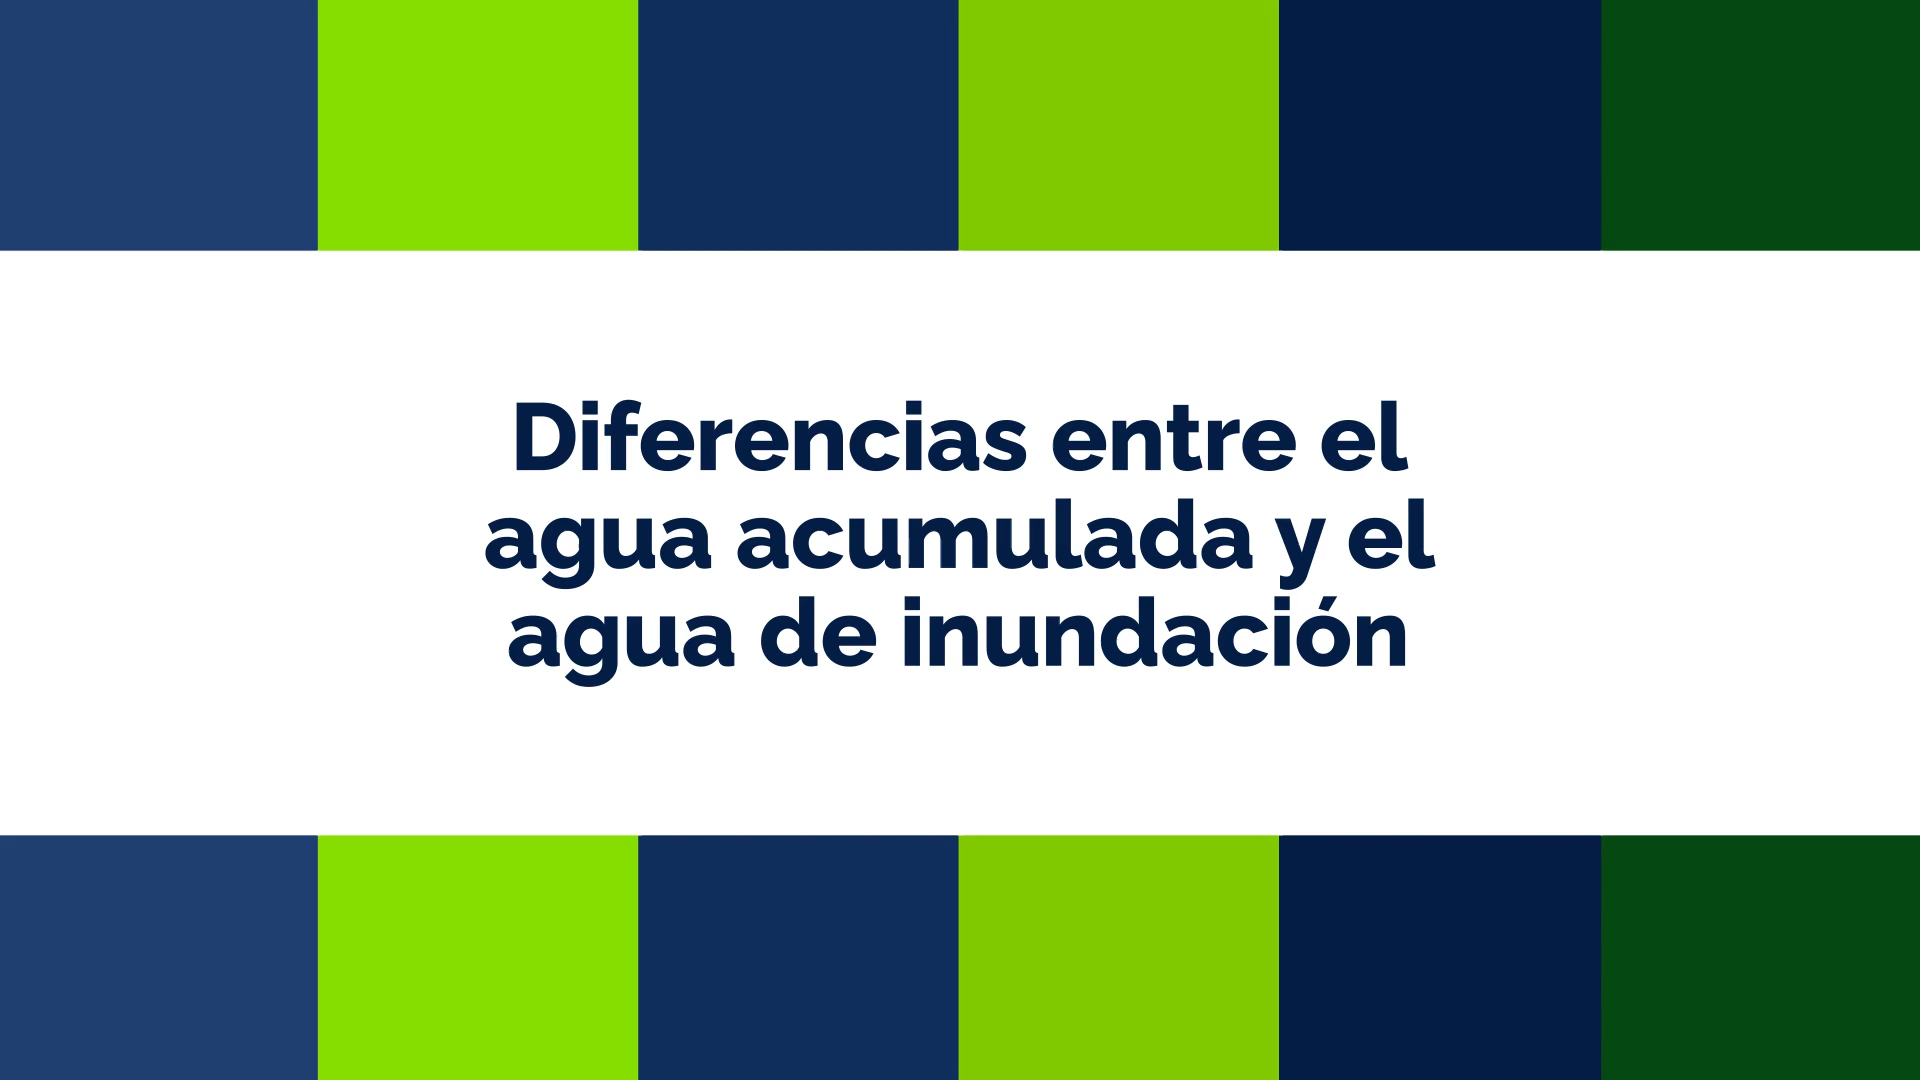 Diferencias entre el
agua acumulada y el
agua de inundación